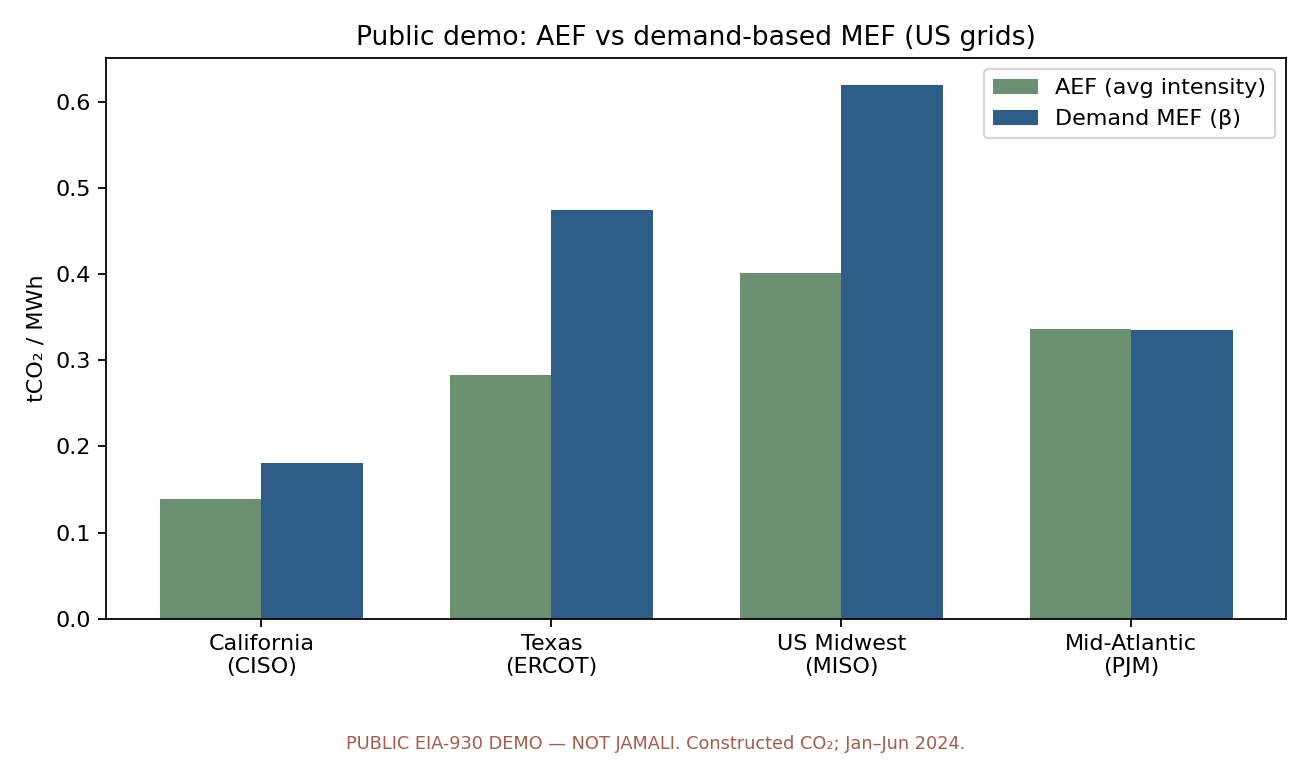 Public demo: AEF vs demand-based MEF (US grids)
AEF (avg intensity)
Demand MEF (β)
tCO₂ / MWh
0.6
0.5
0.4
0.3
0.2
0.1
0.0
California
(CISO)
Texas
(ERCOT)
US Midwest
(MISO)
Mid-Atlantic
(PJM)
PUBLIC EIA-930 DEMO — NOT JAMALI. Constructed CO₂; Jan–Jun 2024.